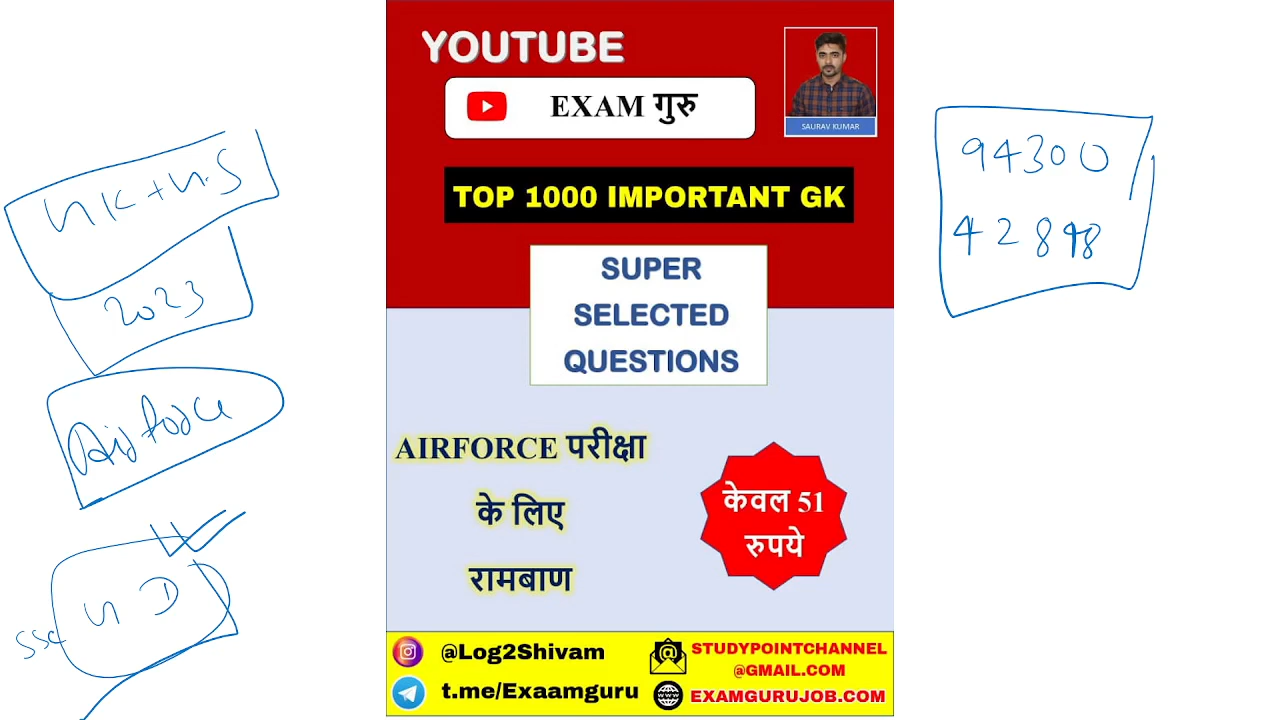 YOUTUBE
EXAM गुरु
SAURAV KUMAR
TOP 1000 IMPORTANT GK
SUPER
SELECTED
QUESTIONS
AIRFORCE परीक्षा
के लिए
रामबाण
केवल 51
रुपये
@Log2Shivam
t.me/Exaamguru
STUDYPOINTCHANNEL
@GMAIL.COM
EXAMGURUJOB.COM
2023
Airforce
SSC
94300